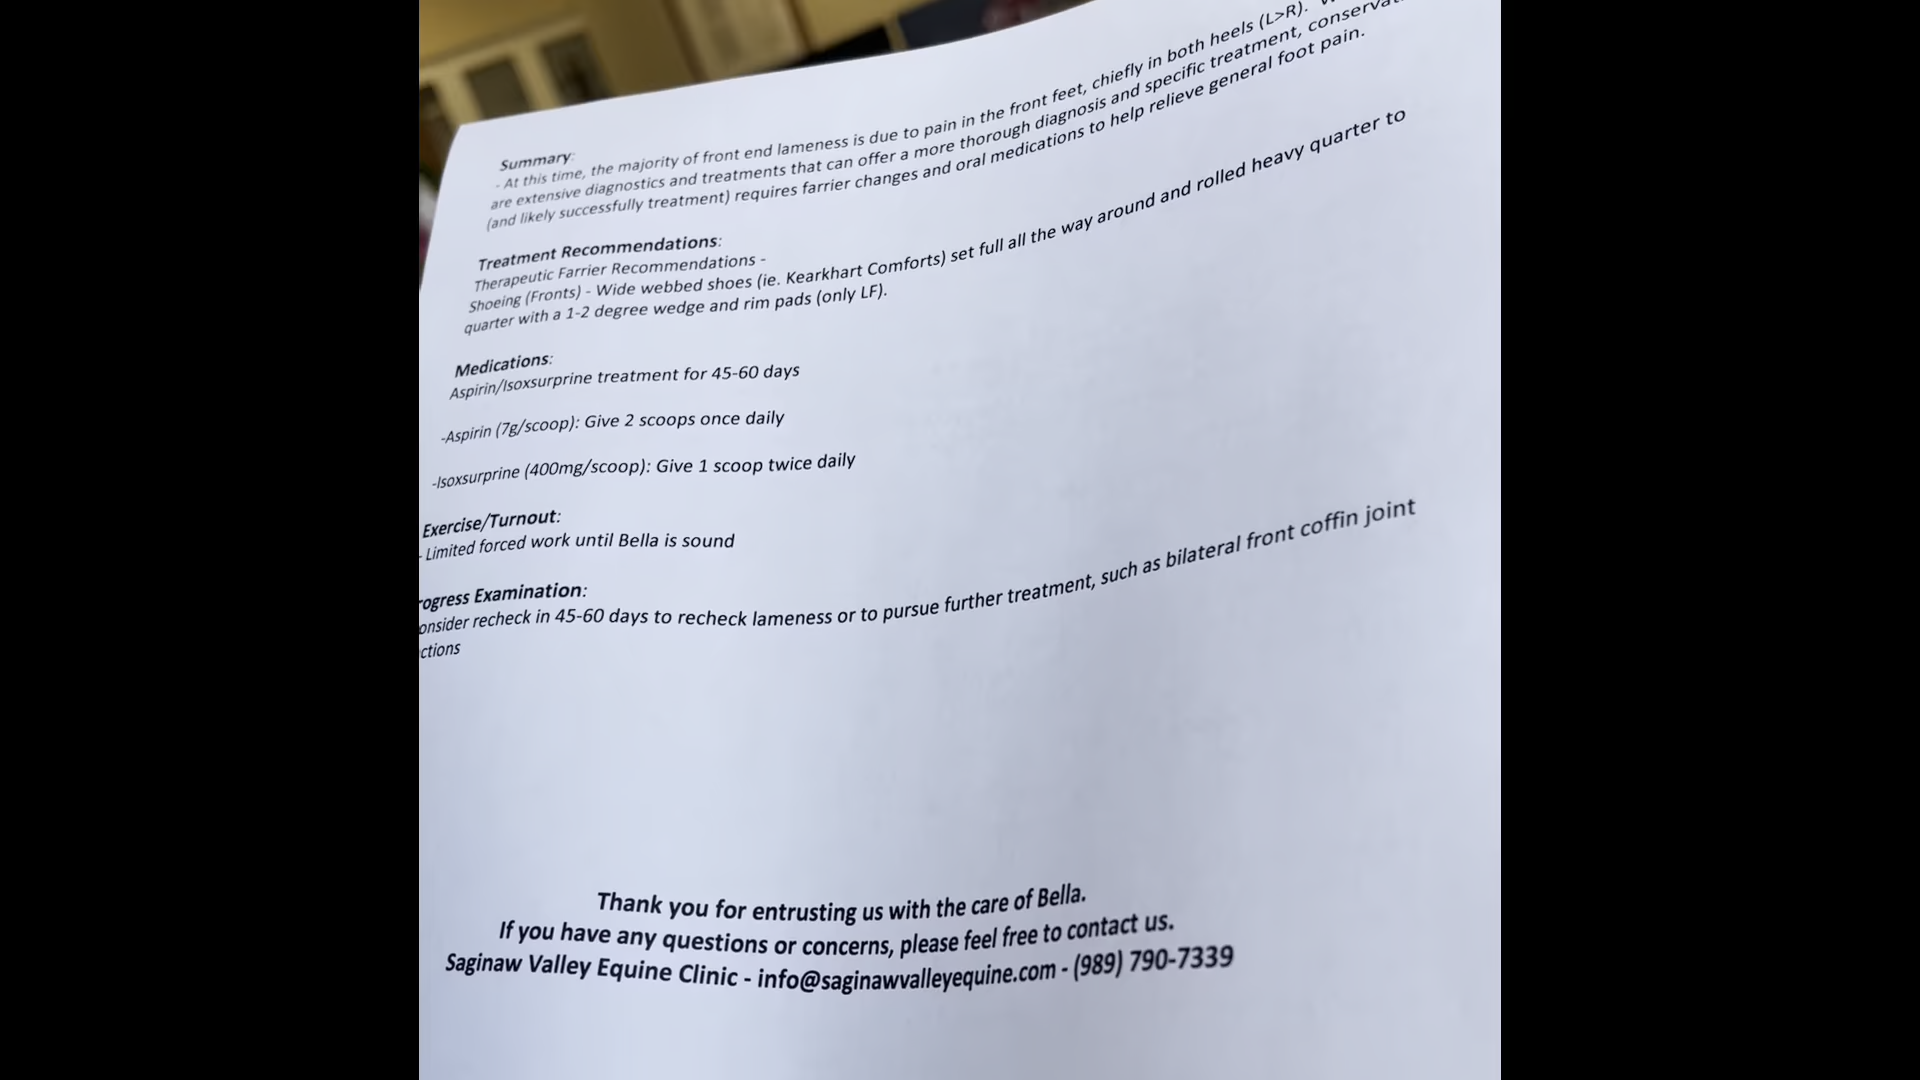 Summary:
- At this time, the majority of front end lameness is due to pain in the front feet, chiefly in both heels (L>R).
are extensive diagnostics and treatments that can offer a more thorough diagnosis and specific treatment,
(and likely successfully treatment) requires farrier changes and oral medications to help relieve general foot pain.
Treatment Recommendations:
Therapeutic Farrier Recommendations -
Shoeing (Fronts) - Wide webbed shoes (ie. Kearkhart Comforts) set full all the way around and rolled heavy quarter to
quarter with a 1-2 degree wedge and rim pads (only LF).
Medications:
Aspirin/Isoxsurprine treatment for 45-60 days
-Aspirin (7g/scoop): Give 2 scoops once daily
-Isoxsurprine (400mg/scoop): Give 1 scoop twice daily
Exercise/Turnout:
- Limited forced work until Bella is sound
rogress Examination:
onsider recheck in 45-60 days to recheck lameness or to pursue further treatment, such as bilateral front coffin joint
ctions
Thank you for entrusting us with the care of Bella.
If you have any questions or concerns, please feel free to contact us.
Saginaw Valley Equine Clinic - info@saginawvalleyequine.com - (989) 790-7339